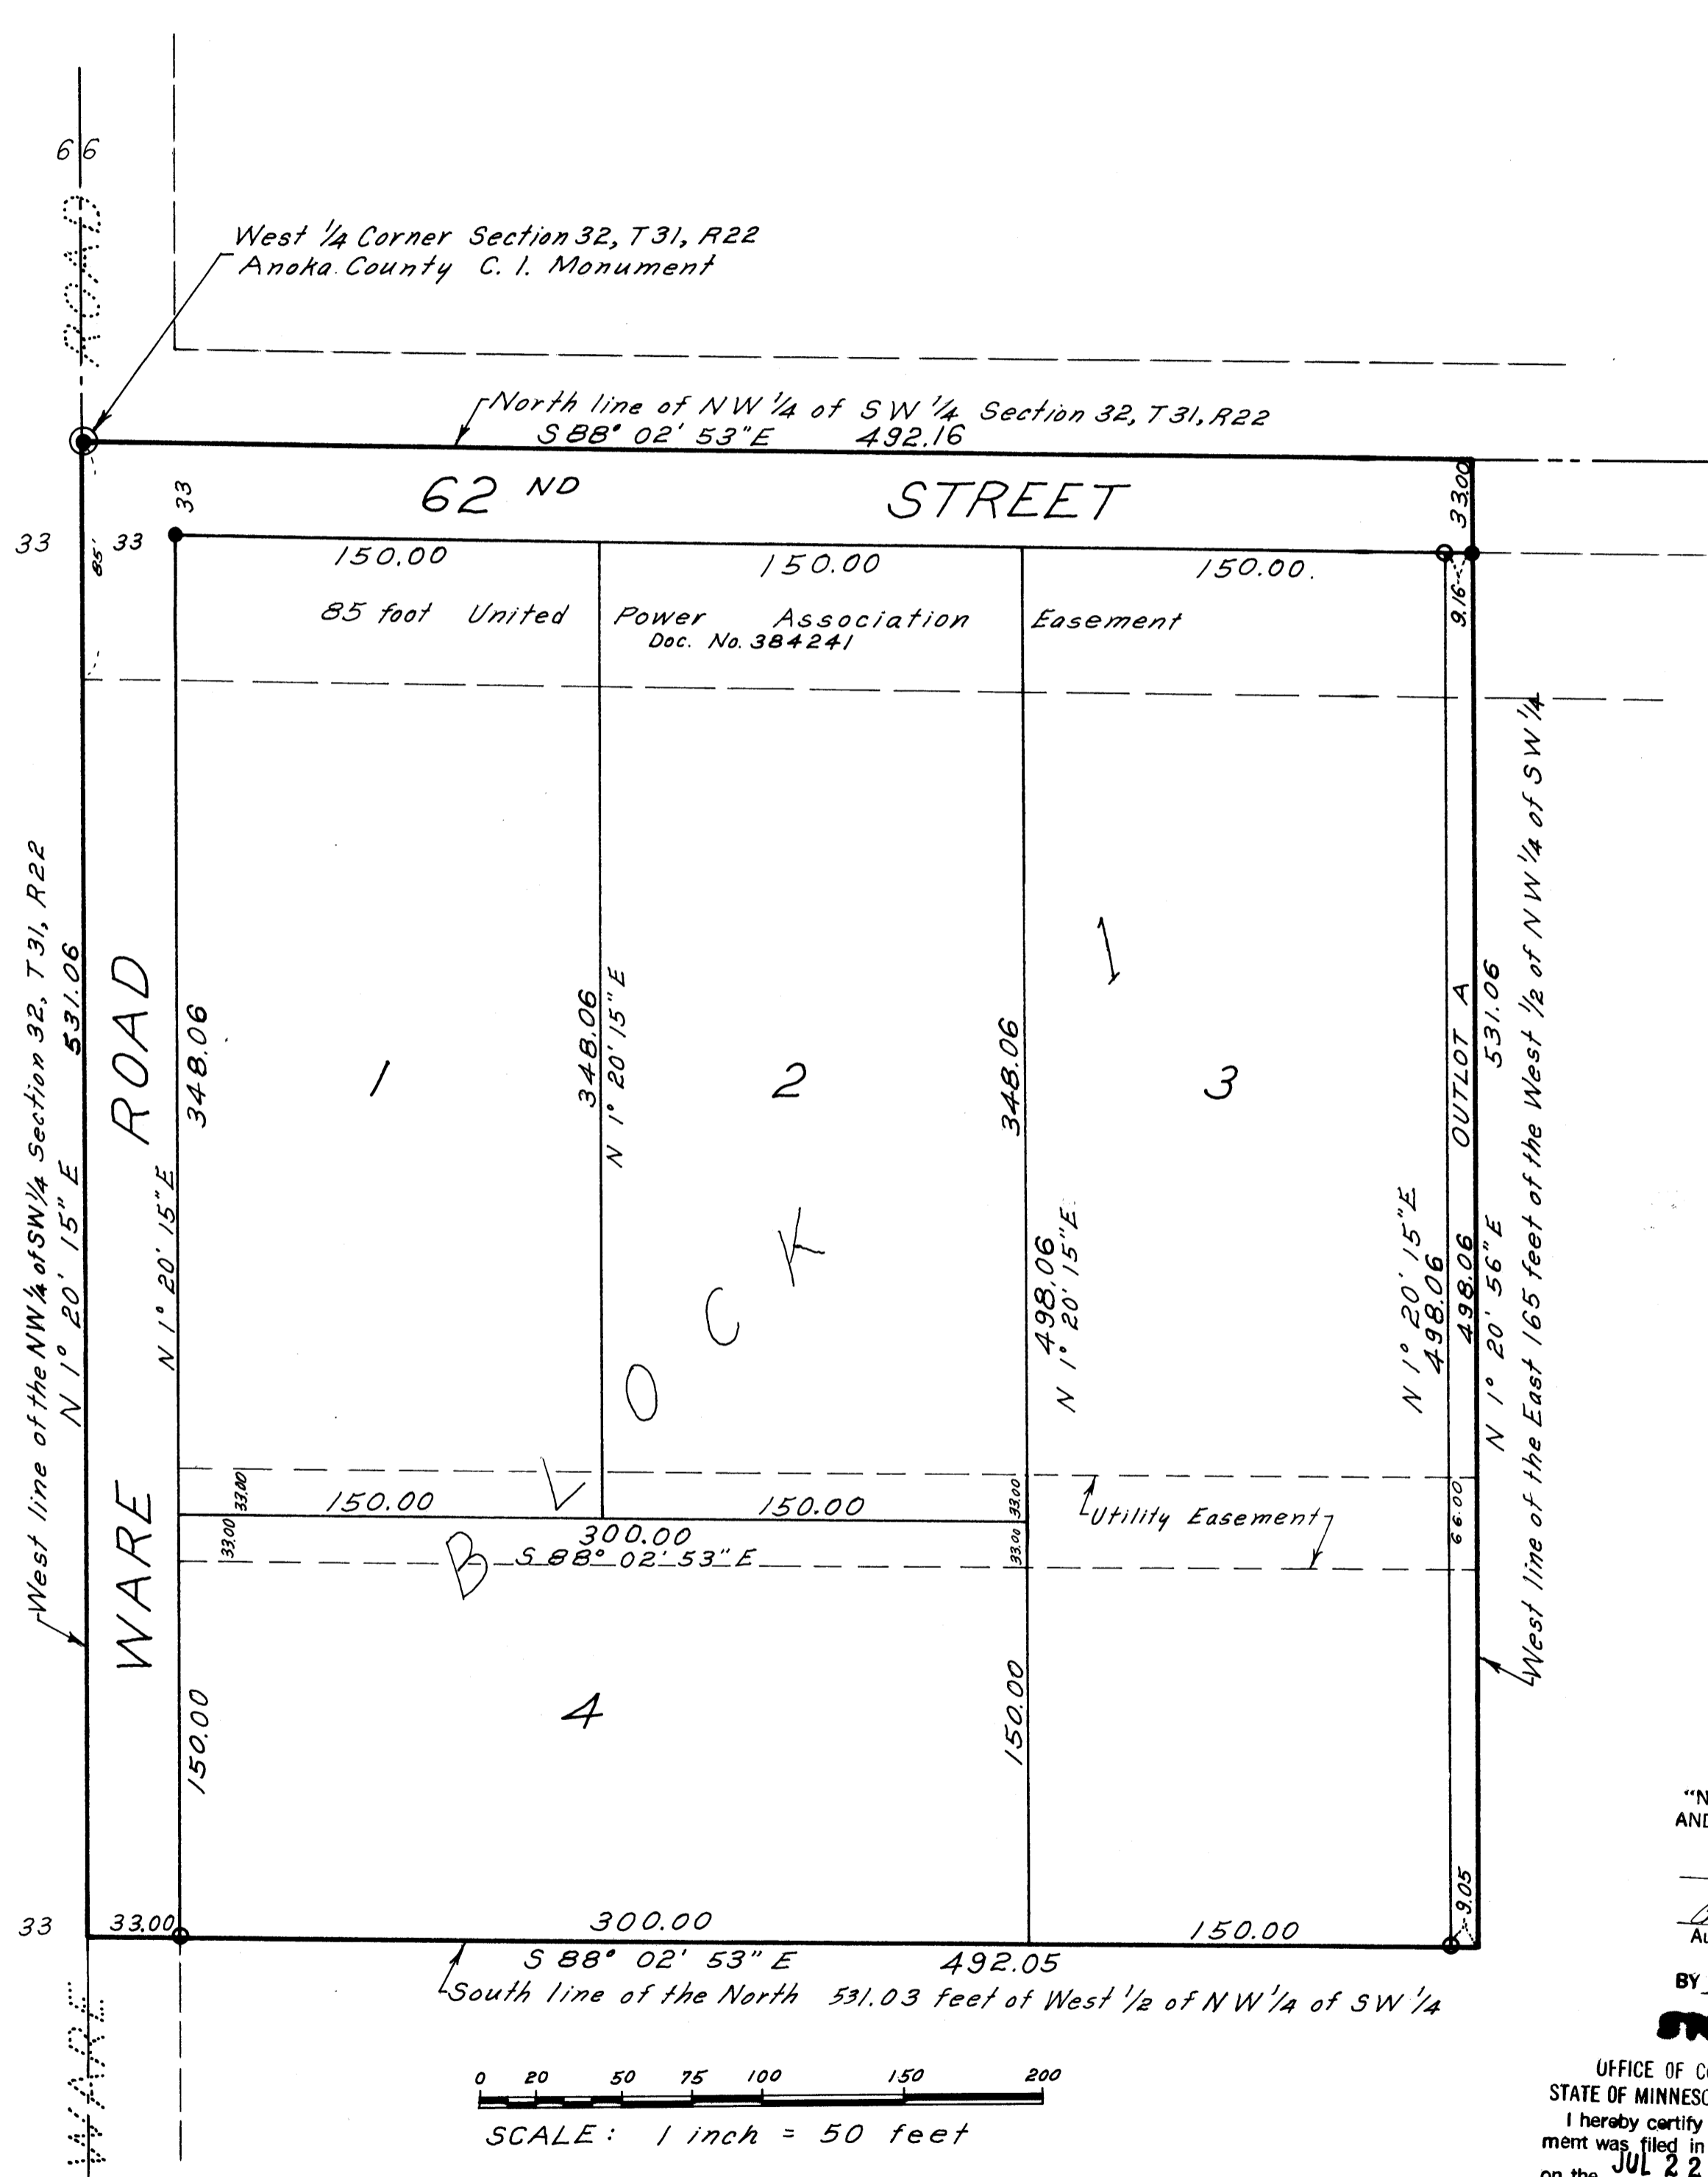 66
ROAD
West 1/4 Corner Section 32, T31, R22
Anoka County C. I. Monument
North line of NW 1/4 of SW 1/4 Section 32, T31, R22
S 88° 02' 53" E 492.16
62 ND STREET
33
33
33
85'
33.00
150.00
150.00
150.00.
9.16
85 foot United Power Association Easement
Doc. No. 384241
West line of the NW 1/4 of SW 1/4 Section 32, T31, R22
N 1° 20' 15" E 531.06
WARE ROAD
N 1° 20' 15" E
348.06
348.06
N 1° 20' 15" E
348.06
498.06
N 1° 20' 15" E.
N 1° 20' 15" E.
498.06
OUTLOT A
498.06
531.06
N 1° 20' 56" E
West line of the East 165 feet of the West 1/2 of NW 1/4 of SW 1/4
1
2
3
BLOCK 1
33.00
33.00
150.00
150.00
33.00
33.00
300.00
S 88° 02' 53" E
Utility Easement
66.00
150.00
4
150.00
9.05
33
33.00
300.00
150.00
S 88° 02' 53" E 492.05
South line of the North 531.03 feet of West 1/2 of NW 1/4 of SW 1/4
WARE
0 20 50 75 100 150 200
SCALE: 1 inch = 50 feet
"N
AND
Au
BY
OFFICE OF CO
STATE OF MINNESO
I hereby certify
ment was filed in
on the JUL 22